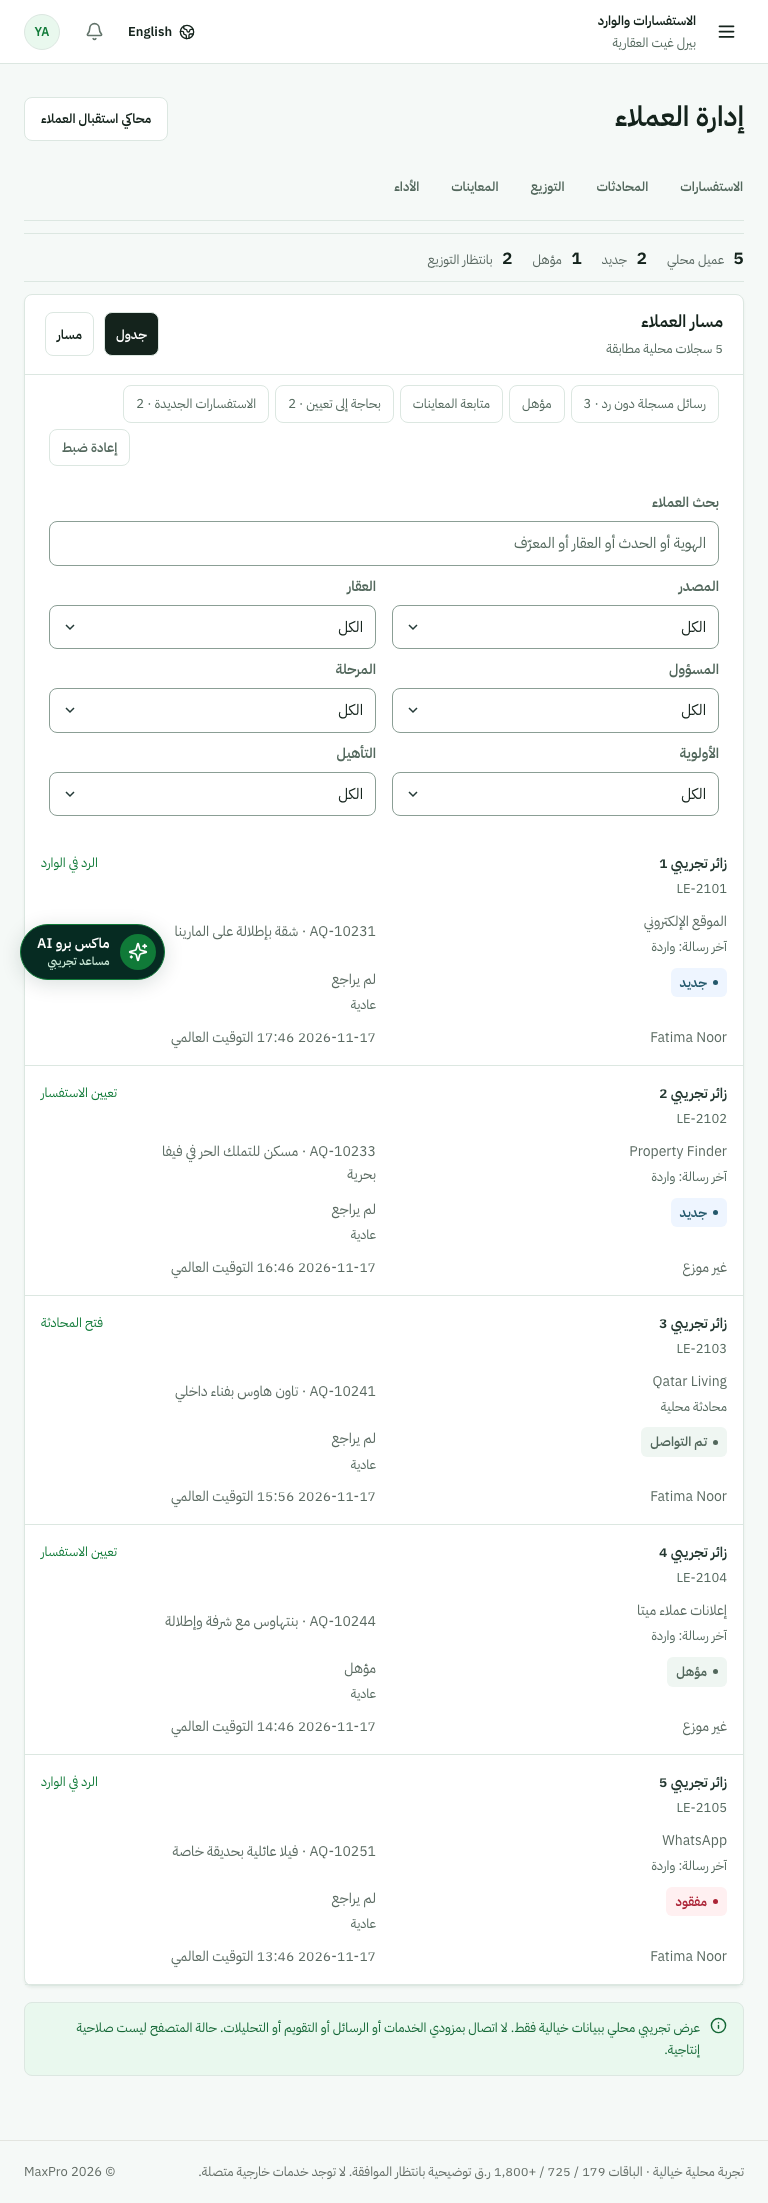 الاستفسارات والوارد
بيرل غيت العقارية
English
YA
إدارة العملاء
محاكي استقبال العملاء
الاستفسارات
المحادثات
التوزيع
المعاينات
الأداء
5 عميل محلي
2 جديد
1 مؤهل
2 بانتظار التوزيع
مسار العملاء
5 سجلات محلية مطابقة
جدول
مسار
رسائل مسجلة دون رد · 3
مؤهل
متابعة المعاينات
بحاجة إلى تعيين · 2
الاستفسارات الجديدة · 2
إعادة ضبط
بحث العملاء
الهوية أو الحدث أو العقار أو المعرّف
المصدر
العقار
الكل
الكل
المسؤول
المرحلة
الكل
الكل
الأولوية
التأهيل
الكل
الكل
زائر تجريبي 1
الرد في الوارد
LE-2101
الموقع الإلكتروني
آخر رسالة: واردة
AQ-10231 · شقة بإطلالة على المارينا
جديد
لم يراجع
عادية
Fatima Noor
2026-11-17 17:46 التوقيت العالمي
ماكس برو AI
مساعد تجريبي
زائر تجريبي 2
تعيين الاستفسار
LE-2102
Property Finder
آخر رسالة: واردة
AQ-10233 · مسكن للتملك الحر في فيفا
بحرية
جديد
لم يراجع
عادية
غير موزع
2026-11-17 16:46 التوقيت العالمي
زائر تجريبي 3
فتح المحادثة
LE-2103
Qatar Living
محادثة محلية
AQ-10241 · تاون هاوس بفناء داخلي
تم التواصل
لم يراجع
عادية
Fatima Noor
2026-11-17 15:56 التوقيت العالمي
زائر تجريبي 4
تعيين الاستفسار
LE-2104
إعلانات عملاء ميتا
آخر رسالة: واردة
AQ-10244 · بنتهاوس مع شرفة وإطلالة
مؤهل
مؤهل
عادية
غير موزع
2026-11-17 14:46 التوقيت العالمي
زائر تجريبي 5
الرد في الوارد
LE-2105
WhatsApp
آخر رسالة: واردة
AQ-10251 · فيلا عائلية بحديقة خاصة
مفقود
لم يراجع
عادية
Fatima Noor
2026-11-17 13:46 التوقيت العالمي
عرض تجريبي محلي ببيانات خيالية فقط. لا اتصال بمزودي الخدمات أو الرسائل أو التقويم أو التحليلات. حالة المتصفح ليست صلاحية
إنتاجية.
تجربة محلية خيالية · الباقات 179 / 725 / +1,800 ر.ق توضيحية بانتظار الموافقة. لا توجد خدمات خارجية متصلة.
© 2026 MaxPro